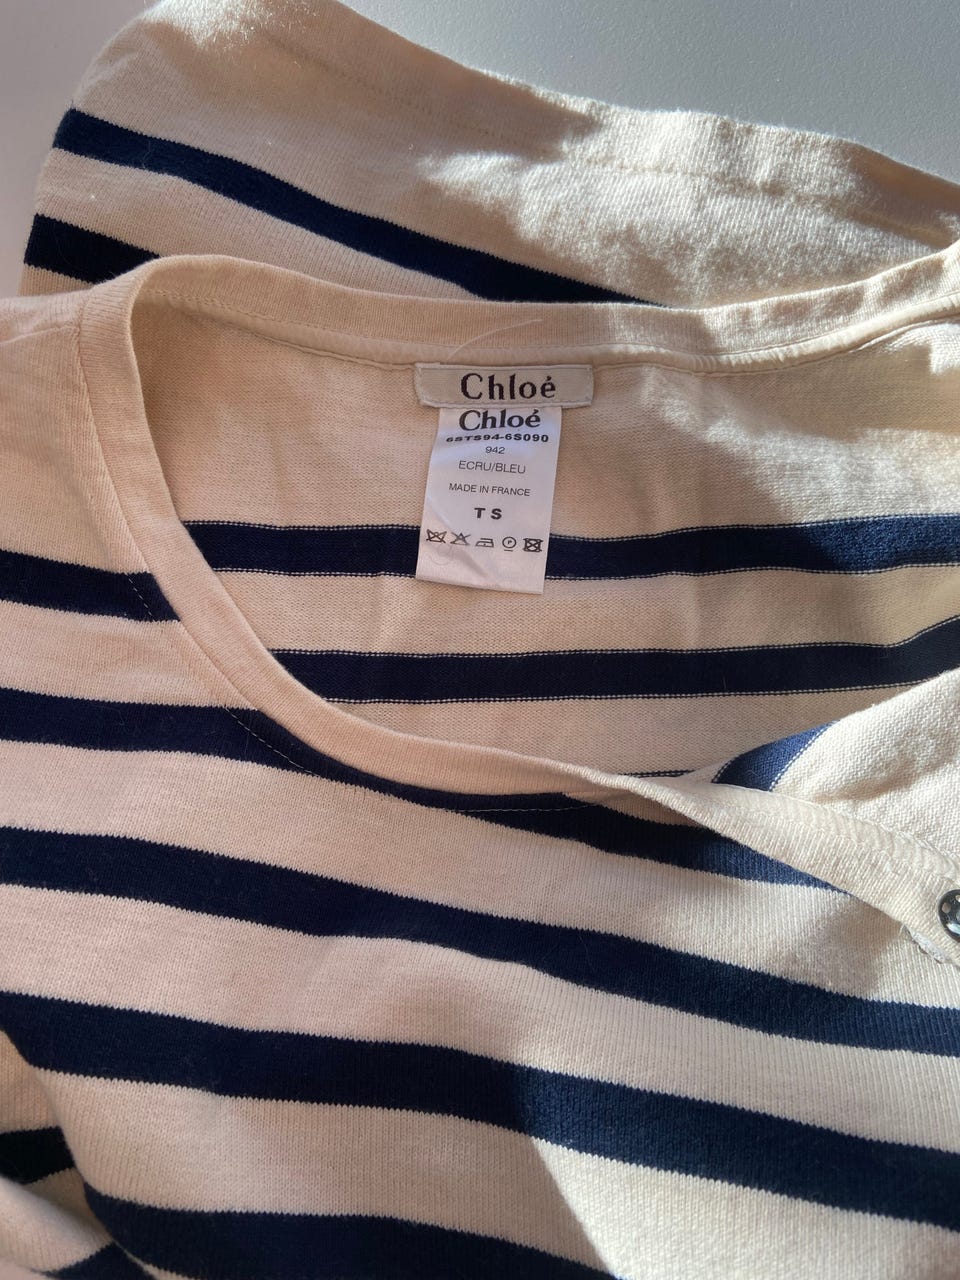 Chloé
Chloé
6STS94-6S090
942
ECRU/BLEU
MADE IN FRANCE
T S
P